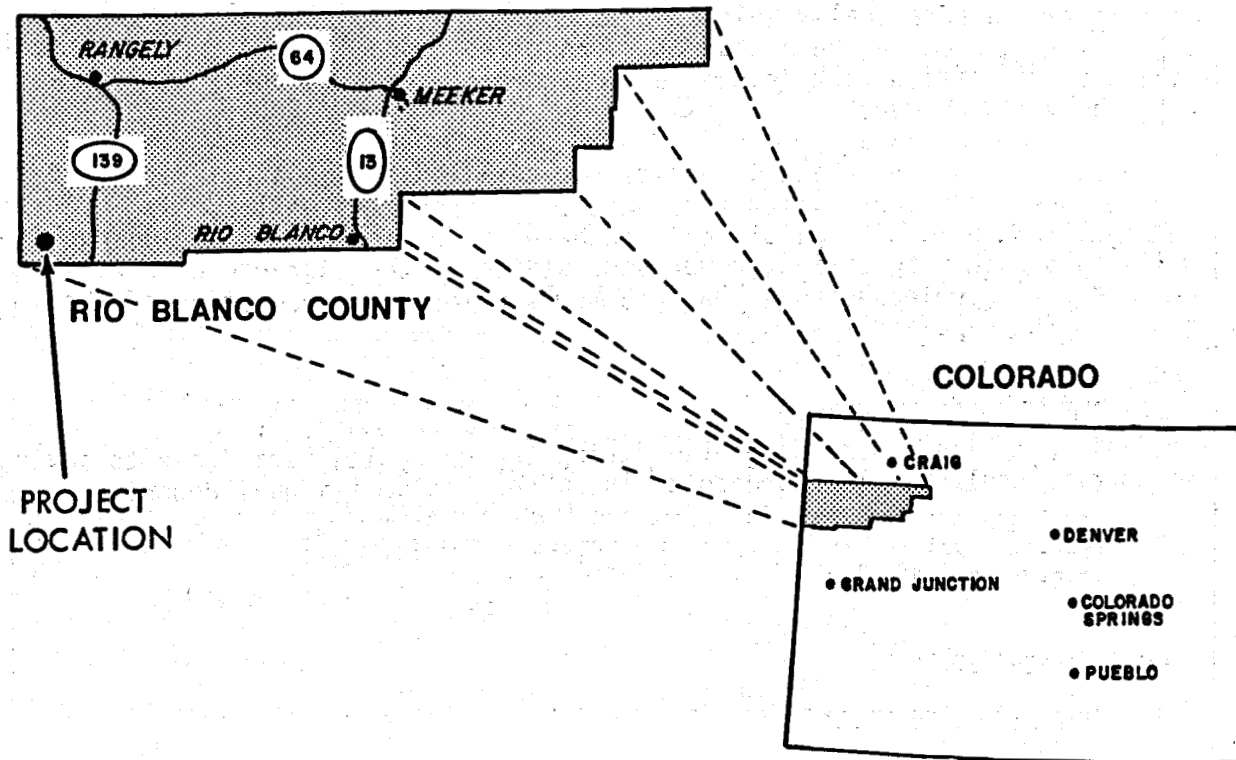 RANGELY
64
MEEKER
139
13
RIO BLANCO
RIO BLANCO COUNTY
PROJECT
LOCATION
COLORADO
CRAIG
DENVER
GRAND JUNCTION
COLORADO
SPRINGS
PUEBLO